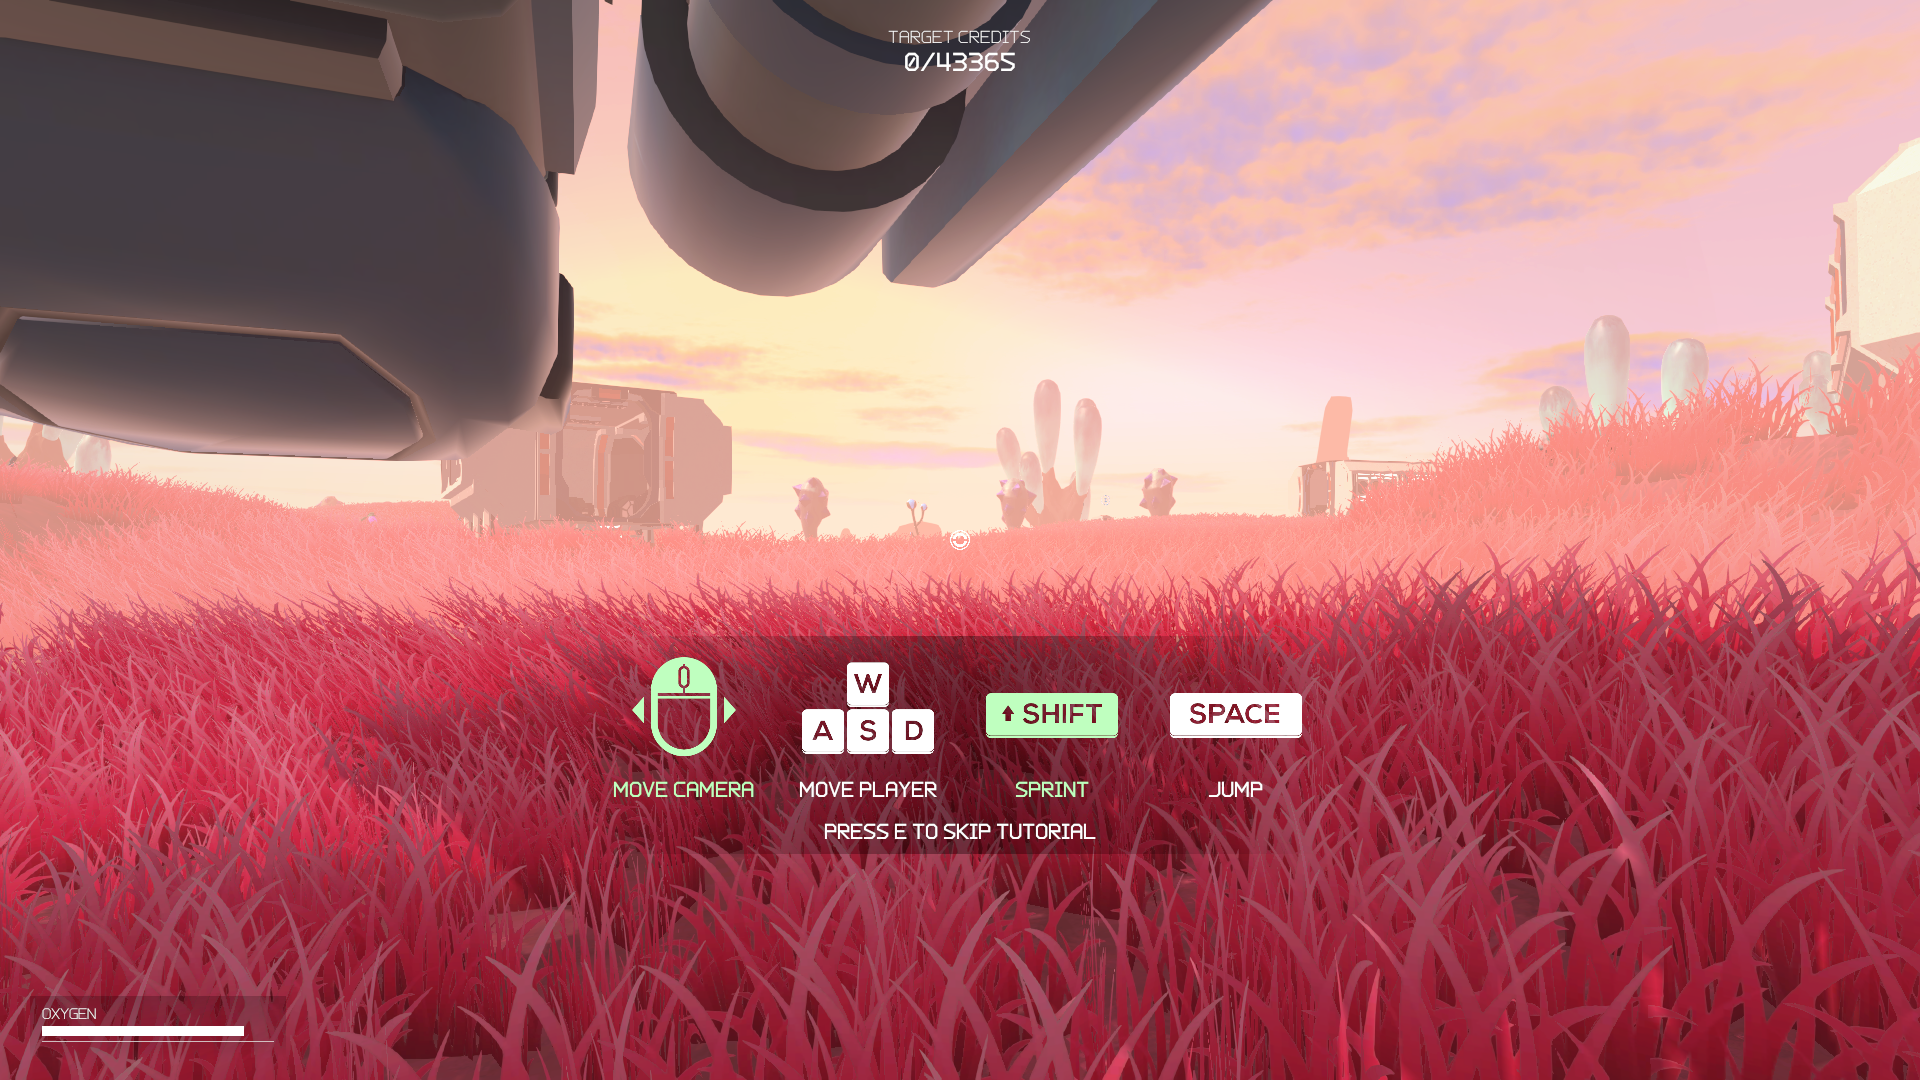 TARGET CREDITS
0/43365
W
A S D
SHIFT
SPACE
MOVE CAMERA
MOVE PLAYER
SPRINT
JUMP
PRESS E TO SKIP TUTORIAL
OXYGEN